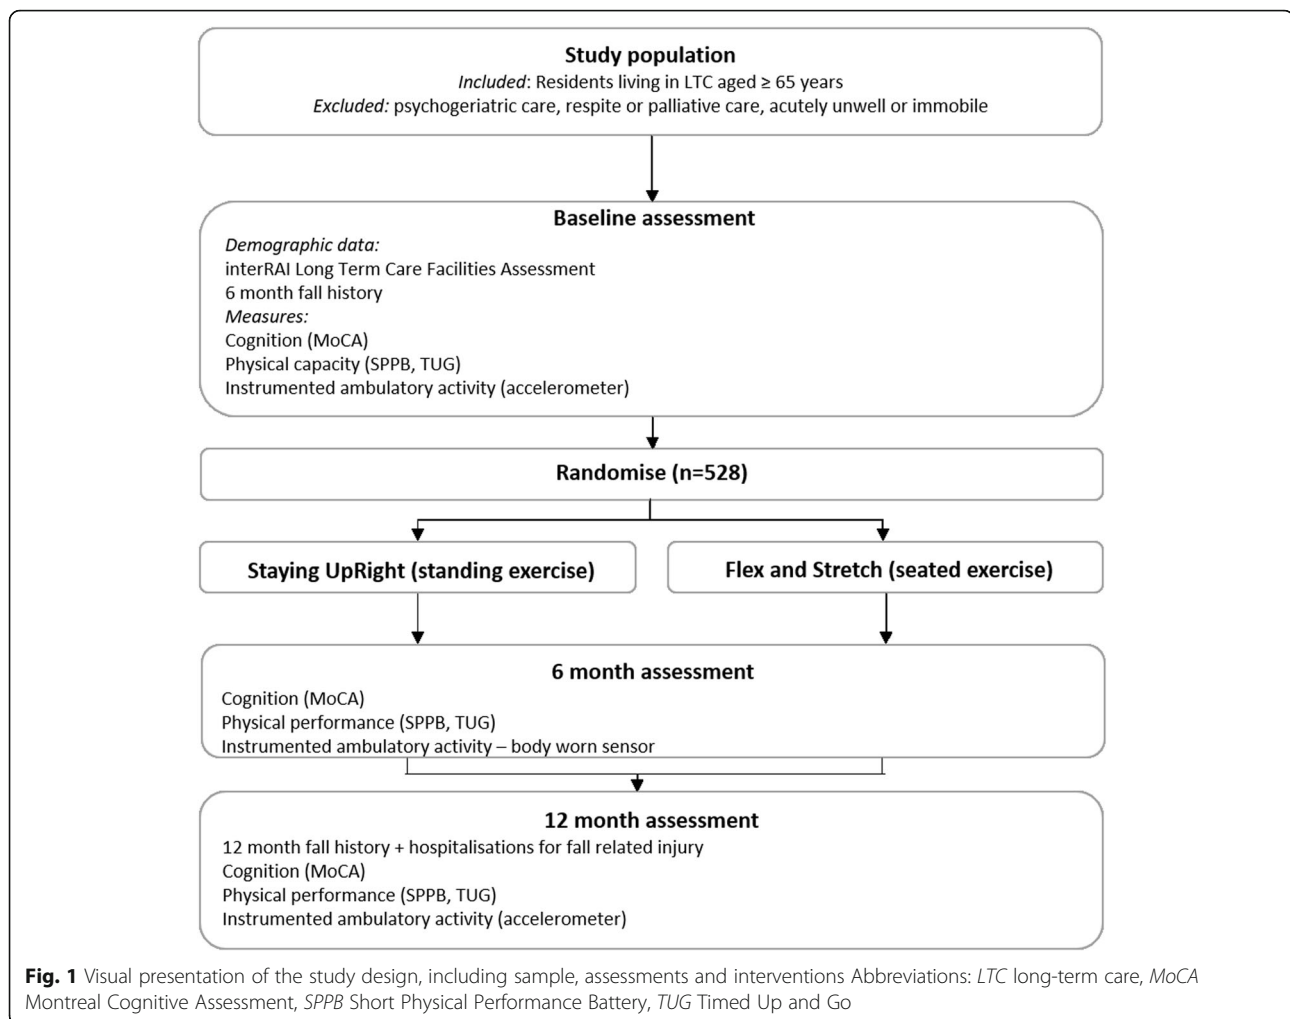 Study population
Included: Residents living in LTC aged ≥ 65 years
Excluded: psychogeriatric care, respite or palliative care, acutely unwell or immobile
Baseline assessment
Demographic data:
interRAI Long Term Care Facilities Assessment
6 month fall history
Measures:
Cognition (MoCA)
Physical capacity (SPPB, TUG)
Instrumented ambulatory activity (accelerometer)
Randomise (n=528)
Staying UpRight (standing exercise)
Flex and Stretch (seated exercise)
6 month assessment
Cognition (MoCA)
Physical performance (SPPB, TUG)
Instrumented ambulatory activity – body worn sensor
12 month assessment
12 month fall history + hospitalisations for fall related injury
Cognition (MoCA)
Physical performance (SPPB, TUG)
Instrumented ambulatory activity (accelerometer)
Fig. 1 Visual presentation of the study design, including sample, assessments and interventions Abbreviations: LTC long-term care, MoCA
Montreal Cognitive Assessment, SPPB Short Physical Performance Battery, TUG Timed Up and Go